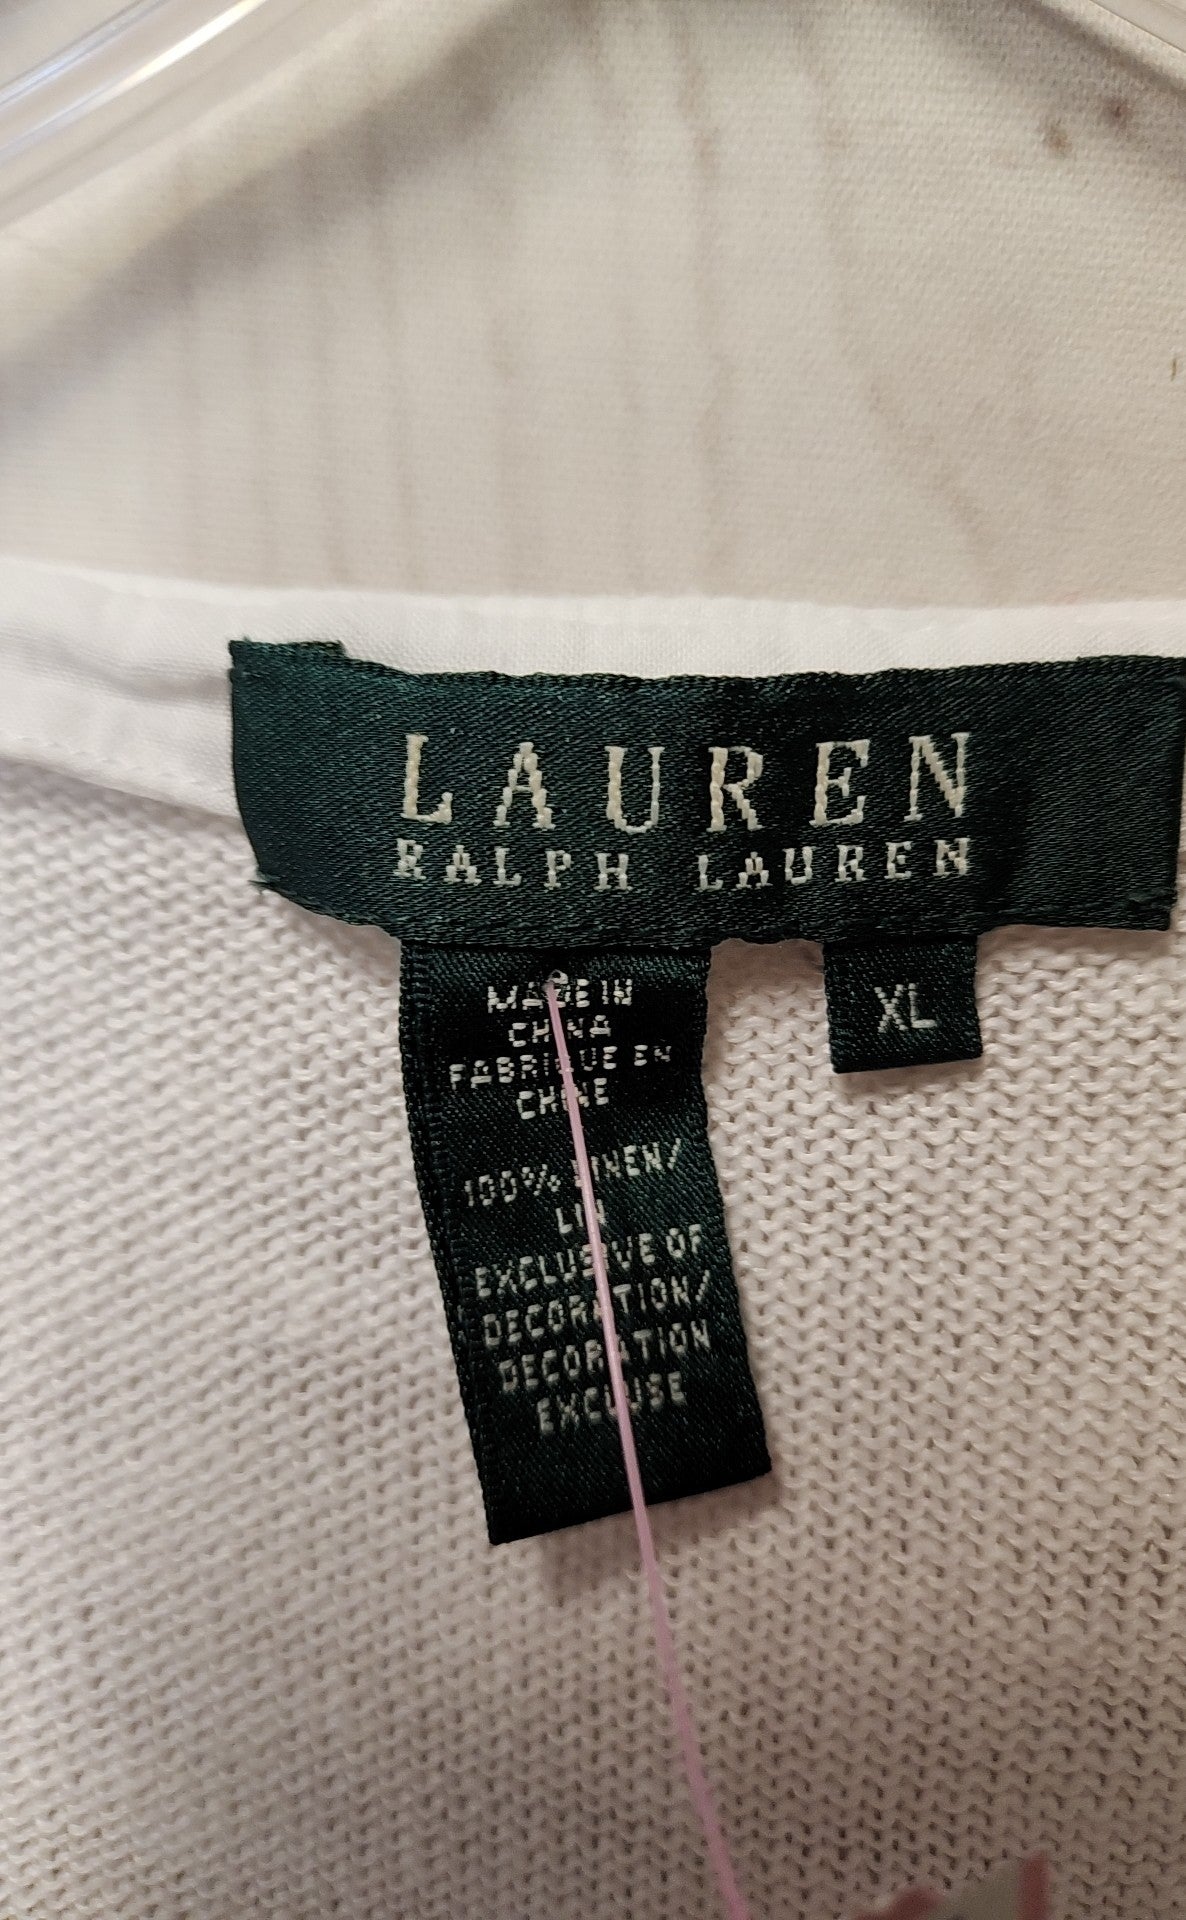 LAUREN
RALPH LAUREN
XL
MADE IN
CHINA
FABRIQUE EN
CHINE
100% LINEN/
LIN
EXCLUSIVE OF
DECORATION/
DECORATION
EXCLUSE